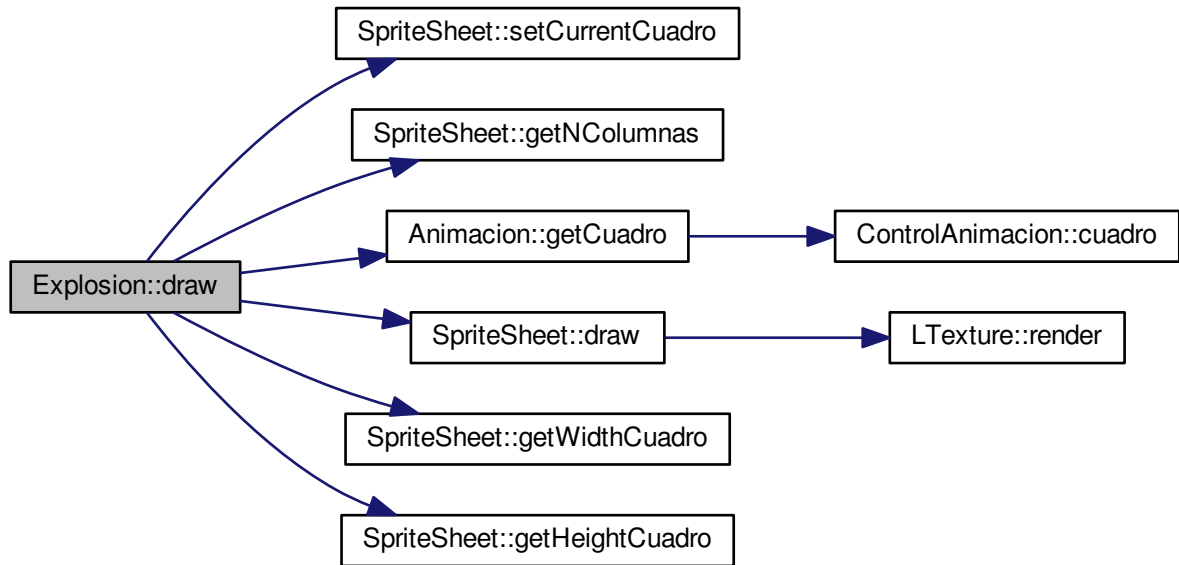 SpriteSheet::setCurrentCuadro
SpriteSheet::getNColumnas
Animacion::getCuadro
ControlAnimacion::cuadro
Explosion::draw
SpriteSheet::draw
LTexture::render
SpriteSheet::getWidthCuadro
SpriteSheet::getHeightCuadro